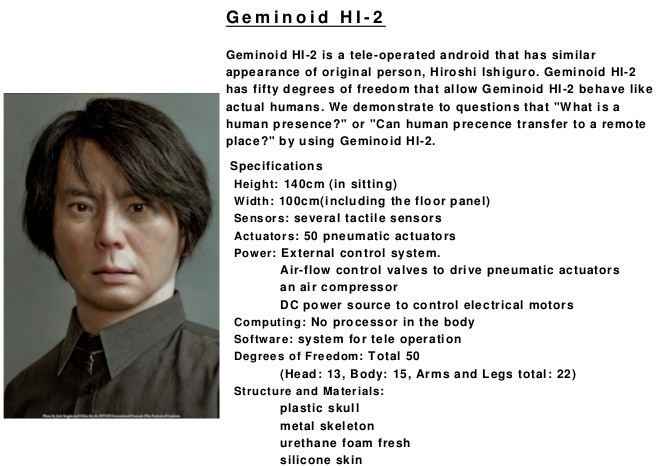 Geminoid HI-2
Geminoid HI-2 is a tele-operated android that has similar
appearance of original person, Hiroshi Ishiguro. Geminoid HI-2
has fifty degrees of freedom that allow Geminoid HI-2 behave like
actual humans. We demonstrate to questions that "What is a
human presence?" or "Can human precence transfer to a remote
place?" by using Geminoid HI-2.
Specifications
Height: 140cm (in sitting)
Width: 100cm(including the floor panel)
Sensors: several tactile sensors
Actuators: 50 pneumatic actuators
Power: External control system.
Air-flow control valves to drive pneumatic actuators
an air compressor
DC power source to control electrical motors
Computing: No processor in the body
Software: system for tele operation
Degrees of Freedom: Total 50
(Head: 13, Body: 15, Arms and Legs total: 22)
Structure and Materials:
plastic skull
metal skeleton
urethane foam fresh
silicone skin